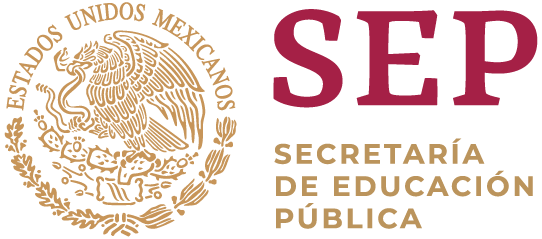 ESTADOS UNIDOS MEXICANOS
SEP
SECRETARÍA
DE EDUCACIÓN
PÚBLICA